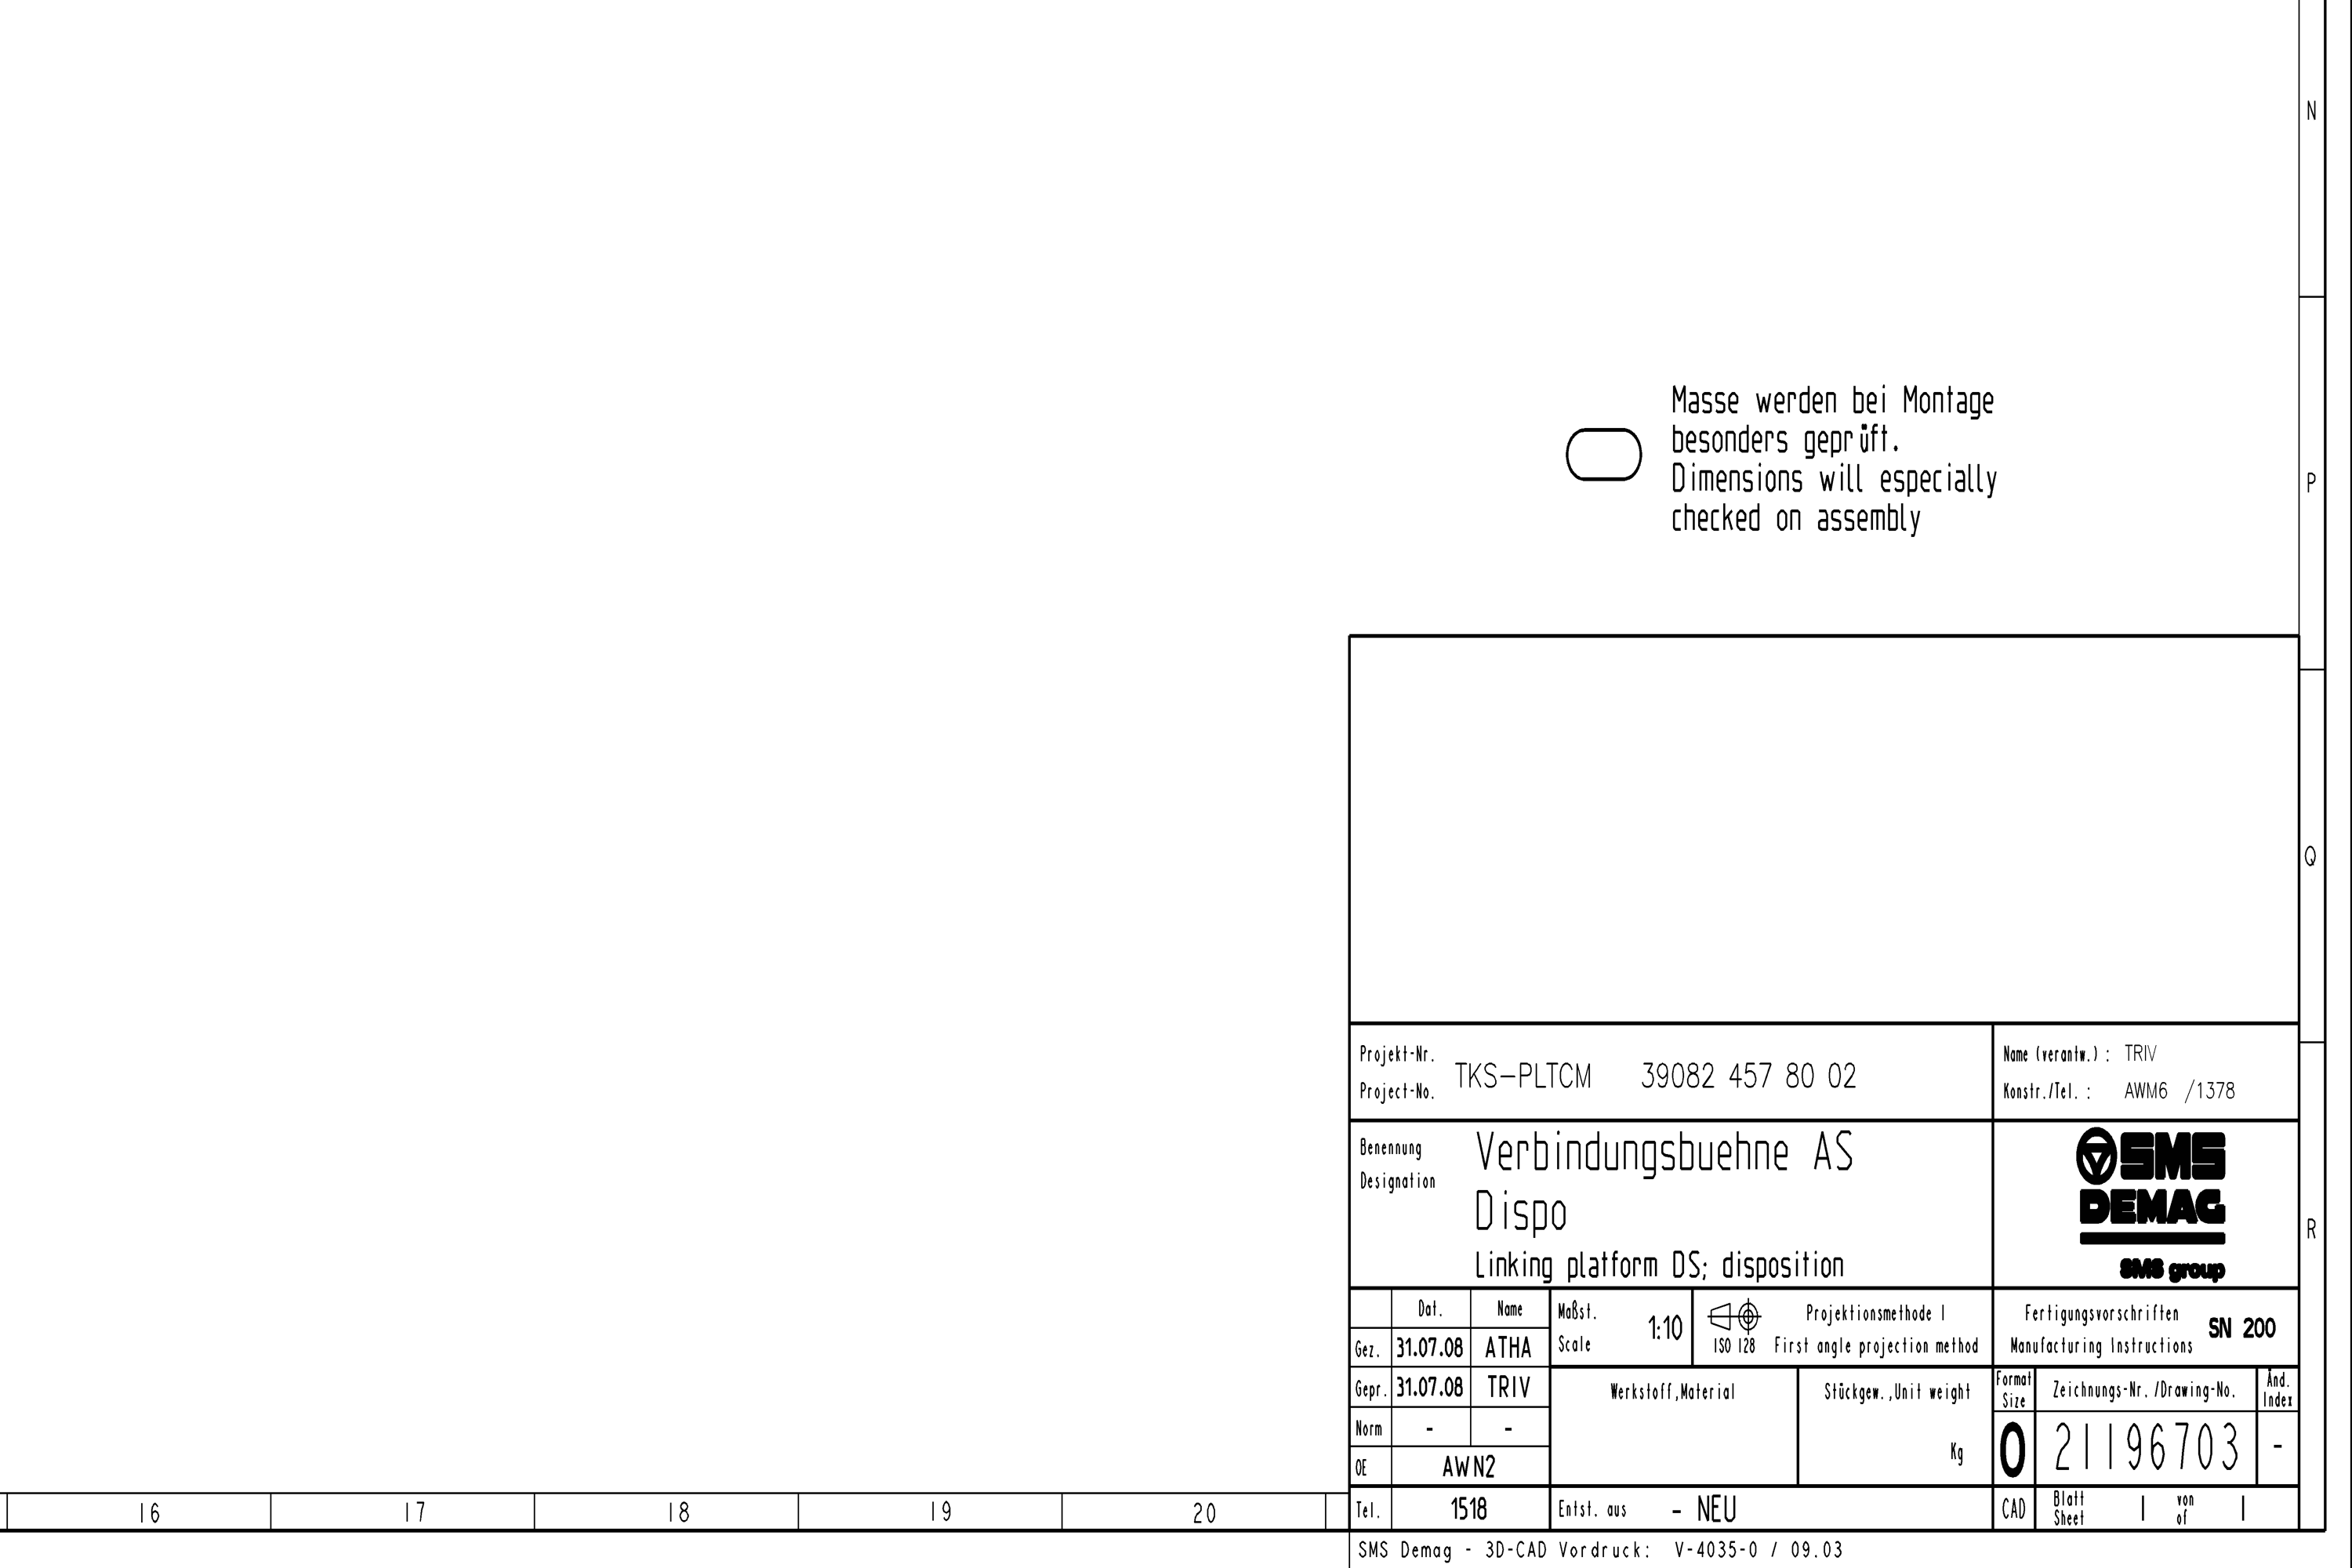 N
Masse werden bei Montage
besonders geprüft.
Dimensions will especially
checked on assembly
P
Q
Projekt-Nr.
Project-No.
TKS-PLTCM 39082 457 80 02
Name (verantw.) : TRIV
Konstr./Tel. : AWM6 /1378
Benennung
Designation
Verbindungsbuehne AS
Dispo
Linking platform DS; disposition
SMS
DEMAG
SMS group
R
Dat. Name
Gez. 31.07.08 ATHA
Gepr. 31.07.08 TRIV
Norm - -
OE AWN2
Tel. 1518
Maßst.
Scale
1:10
ISO 128
Projektionsmethode 1
First angle projection method
Fertigungsvorschriften
Manufacturing Instructions
SN 200
Werkstoff,Material
Stückgew.,Unit weight
Kg
Format
Size
0
Zeichnungs-Nr./Drawing-No.
21196703
Änd.
Index
-
Entst. aus - NEU
CAD
Blatt
Sheet
1
von
of
1
16 17 18 19 20
SMS Demag - 3D-CAD Vordruck: V-4035-0 / 09.03